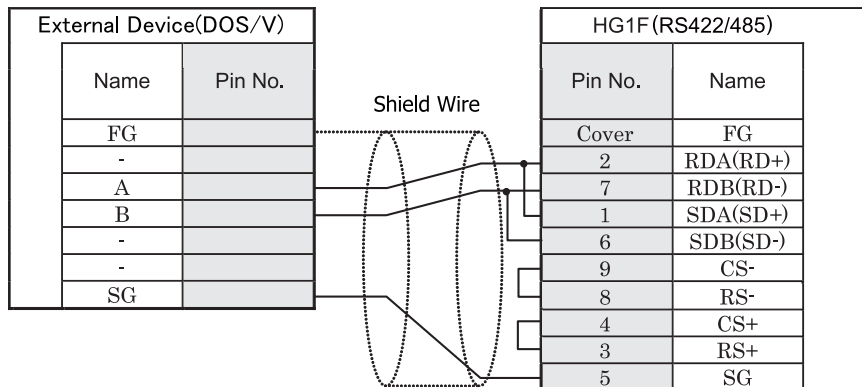 External Device(DOS/V)
Name Pin No.
FG
-
A
B
-
-
SG
Shield Wire
HG1F(RS422/485)
Pin No. Name
Cover FG
2 RDA(RD+)
7 RDB(RD-)
1 SDA(SD+)
6 SDB(SD-)
9 CS-
8 RS-
4 CS+
3 RS+
5 SG